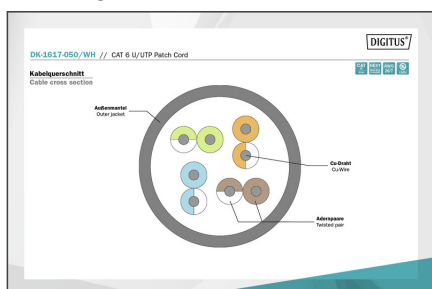 DIGITUS®
DK-1617-050/WH // CAT 6 U/UTP Patch Cord
Kabelquerschnitt
Cable cross section
Außenmantel
Outer jacket
Cu-Draht
Cu-Wire
Adernpaare
Twisted pair